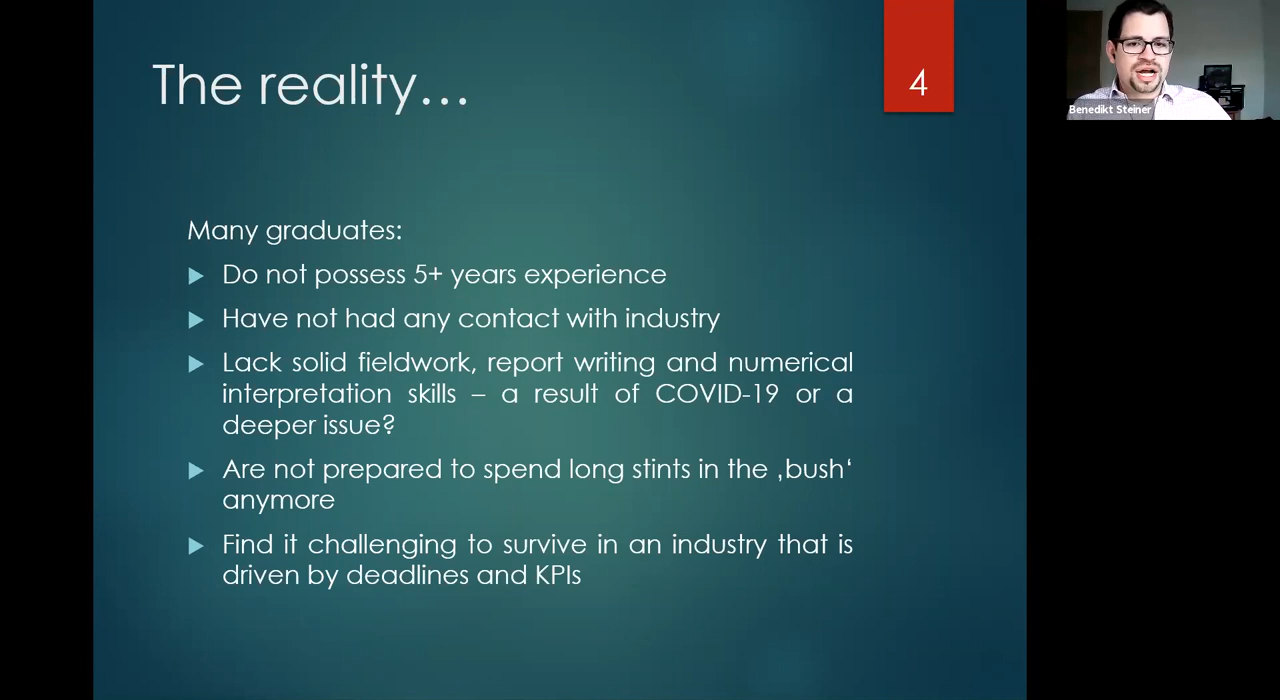 The reality…
4
Benedikt Steiner
Many graduates:
Do not possess 5+ years experience
Have not had any contact with industry
Lack solid fieldwork, report writing and numerical
interpretation skills – a result of COVID-19 or a
deeper issue?
Are not prepared to spend long stints in the ‚bush‘
anymore
Find it challenging to survive in an industry that is
driven by deadlines and KPIs